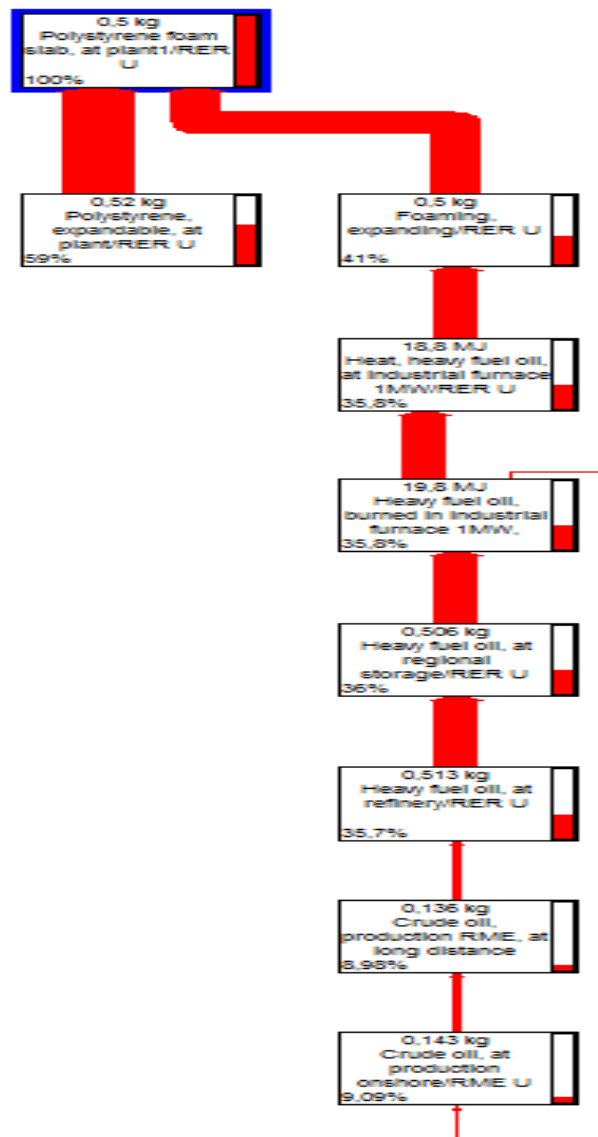 0,5 kg
Polystyrene foam
slab, at plant1/RER
U
100%
0,52 kg
Polystyrene,
expandable, at
plant/RER U
59%
0,5 kg
Foaming,
expanding/RER U
41%
18,8 MJ
Heat, heavy fuel oil,
at industrial furnace
1MW/RER U
35,8%
19,8 MJ
Heavy fuel oil,
burned in industrial
furnace 1MW,
35,8%
0,506 kg
Heavy fuel oil, at
regional
storage/RER U
36%
0,513 kg
Heavy fuel oil, at
refinery/RER U
35,7%
0,136 kg
Crude oil,
production RME, at
long distance
8,98%
0,143 kg
Crude oil, at
production
onshore/RME U
9,09%